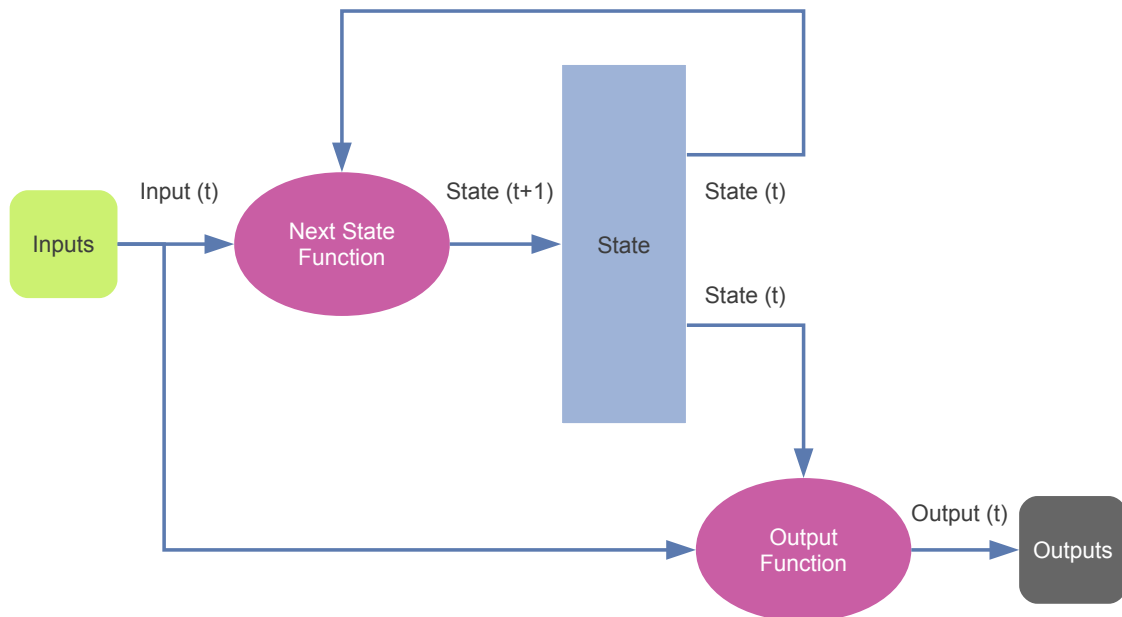 Input (t)
State (t+1)
State (t)
Inputs
Next State
Function
State
State (t)
Output (t)
Output
Function
Outputs